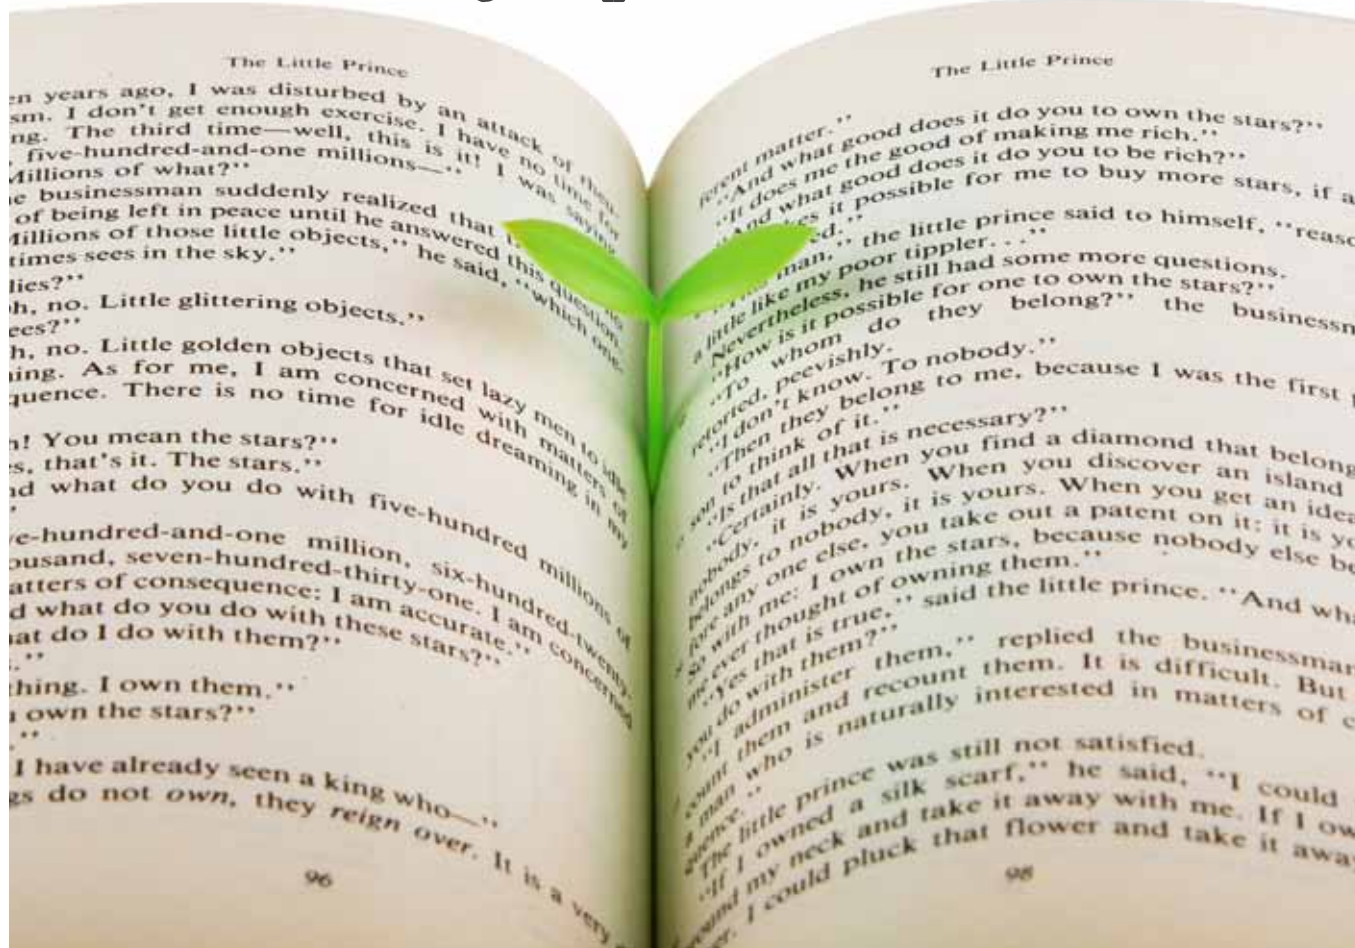 The Little Prince
en years ago, I was disturbed by an attack of rheu-
sm. I don't get enough exercise. I have no time for
ng. The third time—well, this is it! I was saying
five-hundred-and-one millions—''
Millions of what?''
e businessman suddenly realized that no
of being left in peace until he answered this question.
Millions of those little objects,'' he said, ''which one
times sees in the sky.''
lies?''
h, no. Little glittering objects.''
ees?''
h, no. Little golden objects that set lazy men to idle
ing. As for me, I am concerned with matters of
quence. There is no time for idle dreaming in my
h! You mean the stars?''
es, that's it. The stars.''
nd what do you do with five-hundred millions of
''
ve-hundred-and-one million, six-hundred-twenty-
ousand, seven-hundred-thirty-one. I am concerned
atters of consequence: I am accurate.''
d what do you do with these stars?''
at do I do with them?''
.''
thing. I own them.''
own the stars?''
.''
I have already seen a king who—''
gs do not own, they reign over. It is a very
96
The Little Prince
ferent matter.''
''And what good does it do you to own the stars?''
''It does me the good of making me rich.''
''And what good does it do you to be rich?''
it possible for me to buy more stars, if a
man,'' the little prince said to himself, ''reaso
a little like my poor tippler. . .''
Nevertheless, he still had some more questions.
''How is it possible for one to own the stars?''
''To whom do they belong?'' the businessm
retorted, peevishly.
''I don't know. To nobody.''
''Then they belong to me, because I was the first p
son to think of it.''
''Is that all that is necessary?''
''Certainly. When you find a diamond that belong
nobody, it is yours. When you discover an island
belongs to nobody, it is yours. When you get an idea
fore any one else, you take out a patent on it: it is yo
So with me: I own the stars, because nobody else be
me ever thought of owning them.''
''Yes that is true,'' said the little prince. ''And wha
you do with them?''
''I administer them,'' replied the businessman
count them and recount them. It is difficult. But
a man who is naturally interested in matters of c
quence.''
The little prince was still not satisfied.
''If I owned a silk scarf,'' he said, ''I could
around my neck and take it away with me. If I ow
er. I could pluck that flower and take it away
98